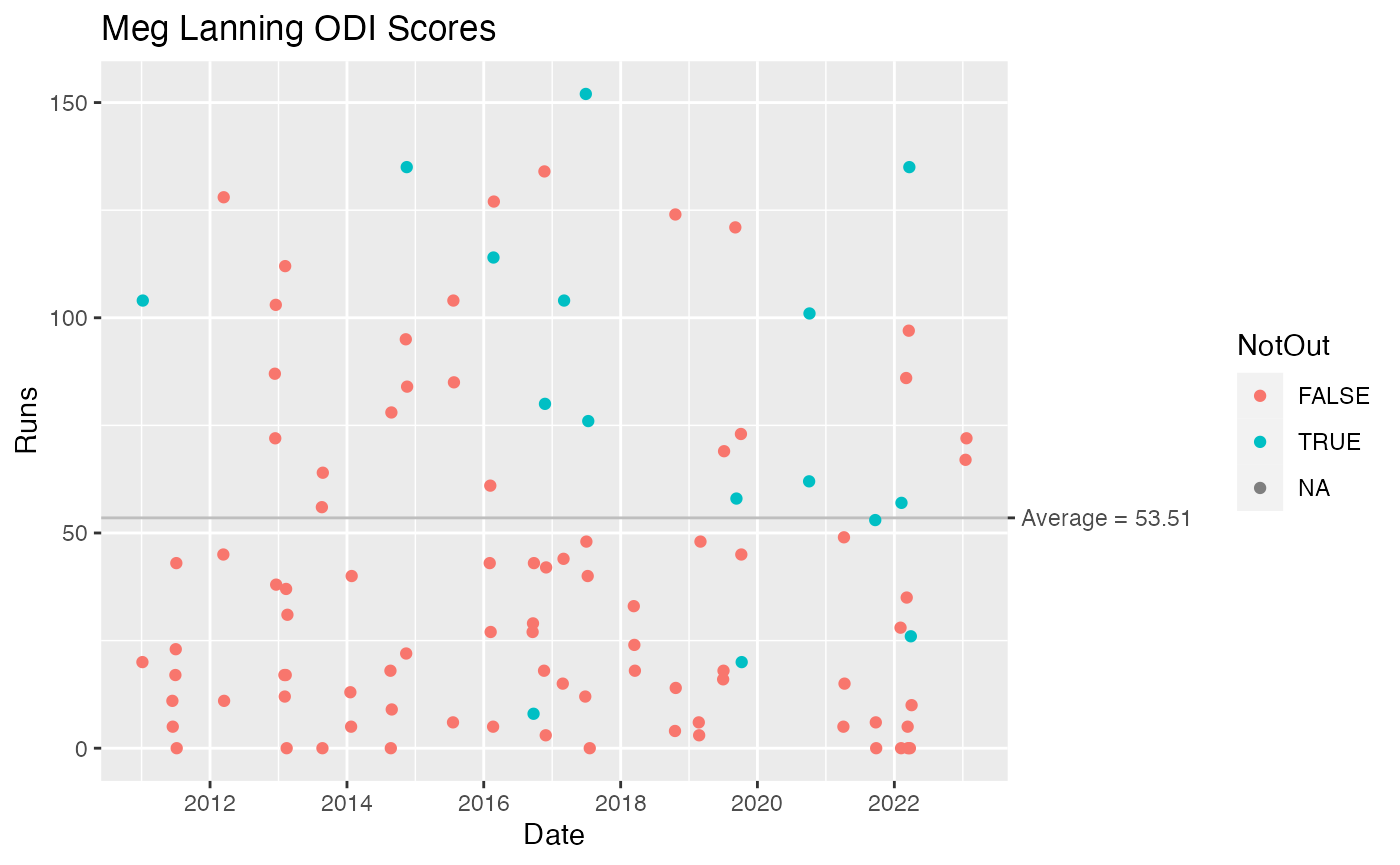 Meg Lanning ODI Scores
Runs
150
100
50
0
Average = 53.51
2012 2014 2016 2018 2020 2022
Date
NotOut
FALSE
TRUE
NA